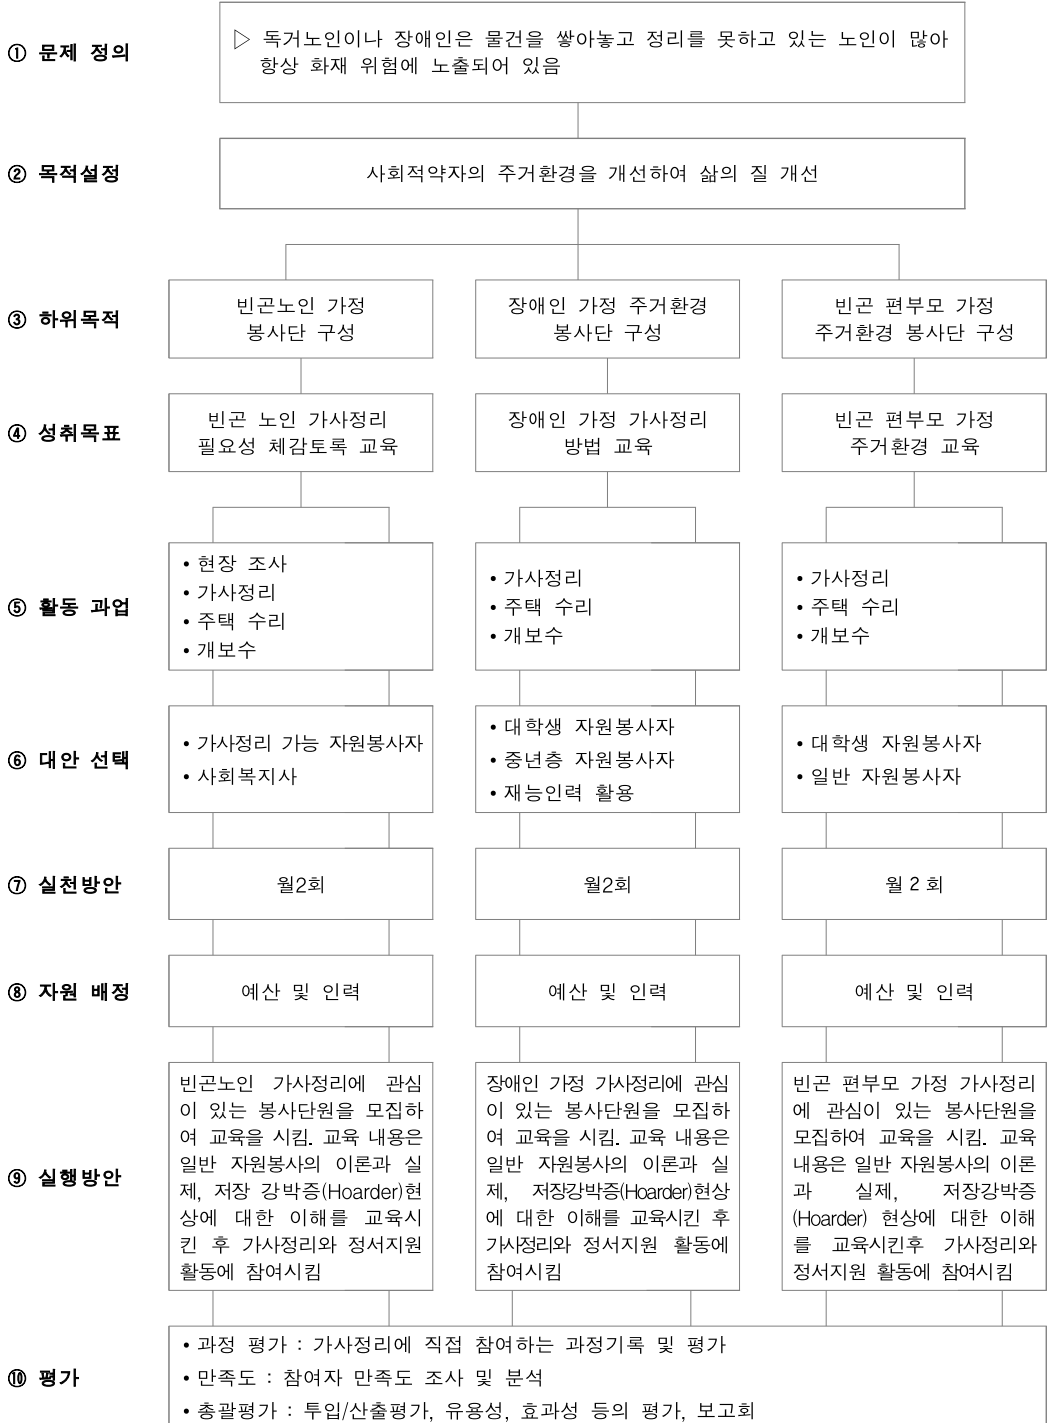 ① 문제 정의
▷ 독거노인이나 장애인은 물건을 쌓아놓고 정리를 못하고 있는 노인이 많아
항상 화재 위험에 노출되어 있음
② 목적설정
사회적약자의 주거환경을 개선하여 삶의 질 개선
③ 하위목적
빈곤노인 가정
봉사단 구성
장애인 가정 주거환경
봉사단 구성
빈곤 편부모 가정
주거환경 봉사단 구성
④ 성취목표
빈곤 노인 가사정리
필요성 체감토록 교육
장애인 가정 가사정리
방법 교육
빈곤 편부모 가정
주거환경 교육
⑤ 활동 과업
• 현장 조사
• 가사정리
• 주택 수리
• 개보수
• 가사정리
• 주택 수리
• 개보수
• 가사정리
• 주택 수리
• 개보수
⑥ 대안 선택
• 가사정리 가능 자원봉사자
• 사회복지사
• 대학생 자원봉사자
• 중년층 자원봉사자
• 재능인력 활용
• 대학생 자원봉사자
• 일반 자원봉사자
⑦ 실천방안
월2회
월2회
월 2 회
⑧ 자원 배정
예산 및 인력
예산 및 인력
예산 및 인력
⑨ 실행방안
빈곤노인 가사정리에 관심
이 있는 봉사단원을 모집하
여 교육을 시킴. 교육 내용은
일반 자원봉사의 이론과 실
제, 저장 강박증(Hoarder)현
상에 대한 이해를 교육시
킨 후 가사정리와 정서지원
활동에 참여시킴
장애인 가정 가사정리에 관심
이 있는 봉사단원을 모집하
여 교육을 시킴. 교육 내용은
일반 자원봉사의 이론과 실
제, 저장강박증(Hoarder)현상
에 대한 이해를 교육시킨 후
가사정리와 정서지원 활동에
참여시킴
빈곤 편부모 가정 가사정리
에 관심이 있는 봉사단원을
모집하여 교육을 시킴. 교육
내용은 일반 자원봉사의 이론
과 실제, 저장강박증
(Hoarder) 현상에 대한 이해
를 교육시킨후 가사정리와
정서지원 활동에 참여시킴
⑩ 평가
• 과정 평가 : 가사정리에 직접 참여하는 과정기록 및 평가
• 만족도 : 참여자 만족도 조사 및 분석
• 총괄평가 : 투입/산출평가, 유용성, 효과성 등의 평가, 보고회